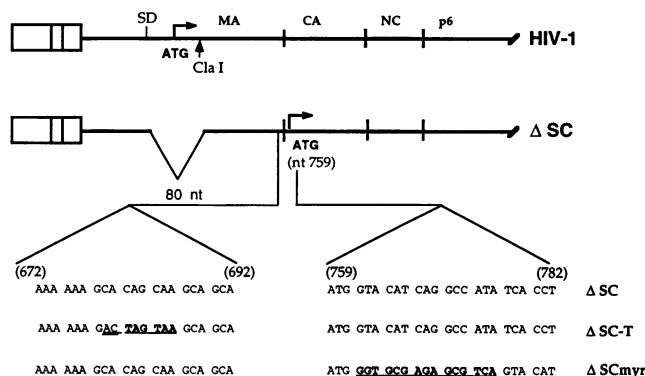 SD MA CA NC p6 HIV-1
ATG
Cla I
Δ SC
ATG
(nt 759)
80 nt
(672) (692) (759) (782)
AAA AAA GCA CAG CAA GCA GCA ATG GTA CAT CAG GCC ATA TCA CCT Δ SC
AAA AAA GAC TAG TAA GCA GCA ATG GTA CAT CAG GCC ATA TCA CCT Δ SC-T
AAA AAA GCA CAG CAA GCA GCA ATG GGT GCG AGA GCG TCA GTA CAT Δ SCmyr